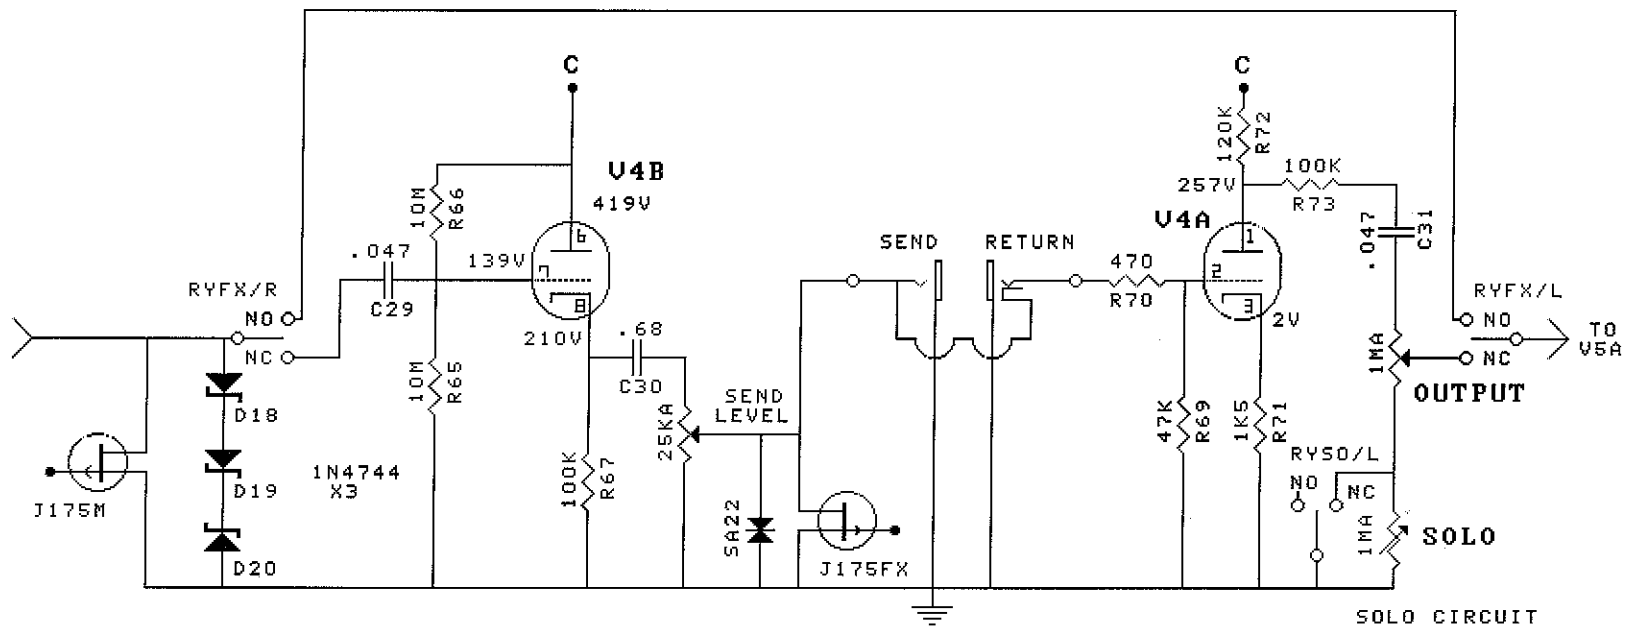 C
C
120K
R72
100K
R73
V4B
419V
257V
V4A
10M
R66
.047
C31
SEND
RETURN
1
6
.047
C29
139V
7
8
210V
470
R70
2
3
2V
RYFX/R
NO
NC
RYFX/L
NO
NC
TO
V5A
.68
C30
10M
R65
1MA
OUTPUT
D18
SEND
LEVEL
25KA
47K
R69
1K5
R71
D19
1N4744
X3
100K
R67
RYSO/L
NO
NC
J175M
SA22
1MA
SOLO
D20
J175FX
SOLO CIRCUIT